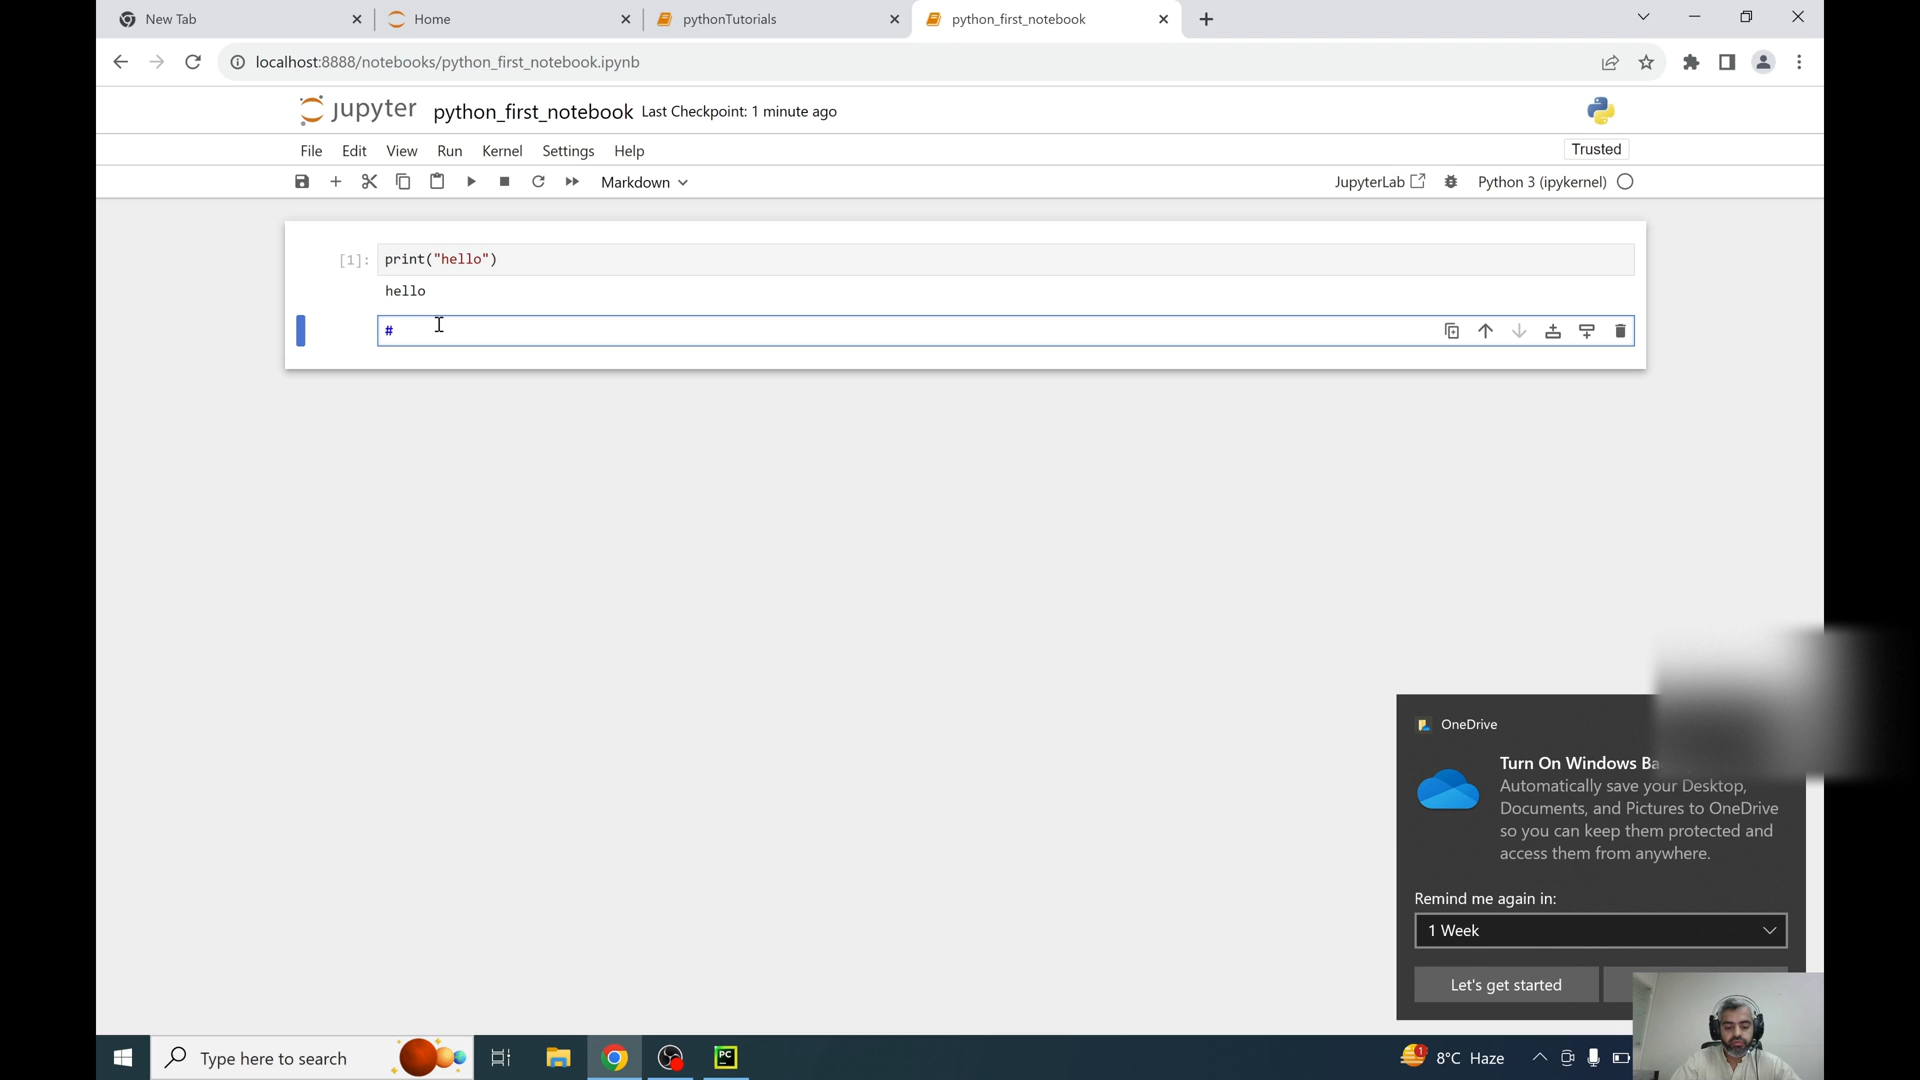 New Tab
Home
pythonTutorials
python_first_notebook
localhost:8888/notebooks/python_first_notebook.ipynb
jupyter python_first_notebook Last Checkpoint: 1 minute ago
File Edit View Run Kernel Settings Help
Trusted
Markdown
JupyterLab
Python 3 (ipykernel)
[1]: print("hello")
hello
#
OneDrive
Turn On Windows
Automatically save your Desktop,
Documents, and Pictures to OneDrive
so you can keep them protected and
access them from anywhere.
Remind me again in:
1 Week
Let's get started
Type here to search
PC
1
8°C Haze